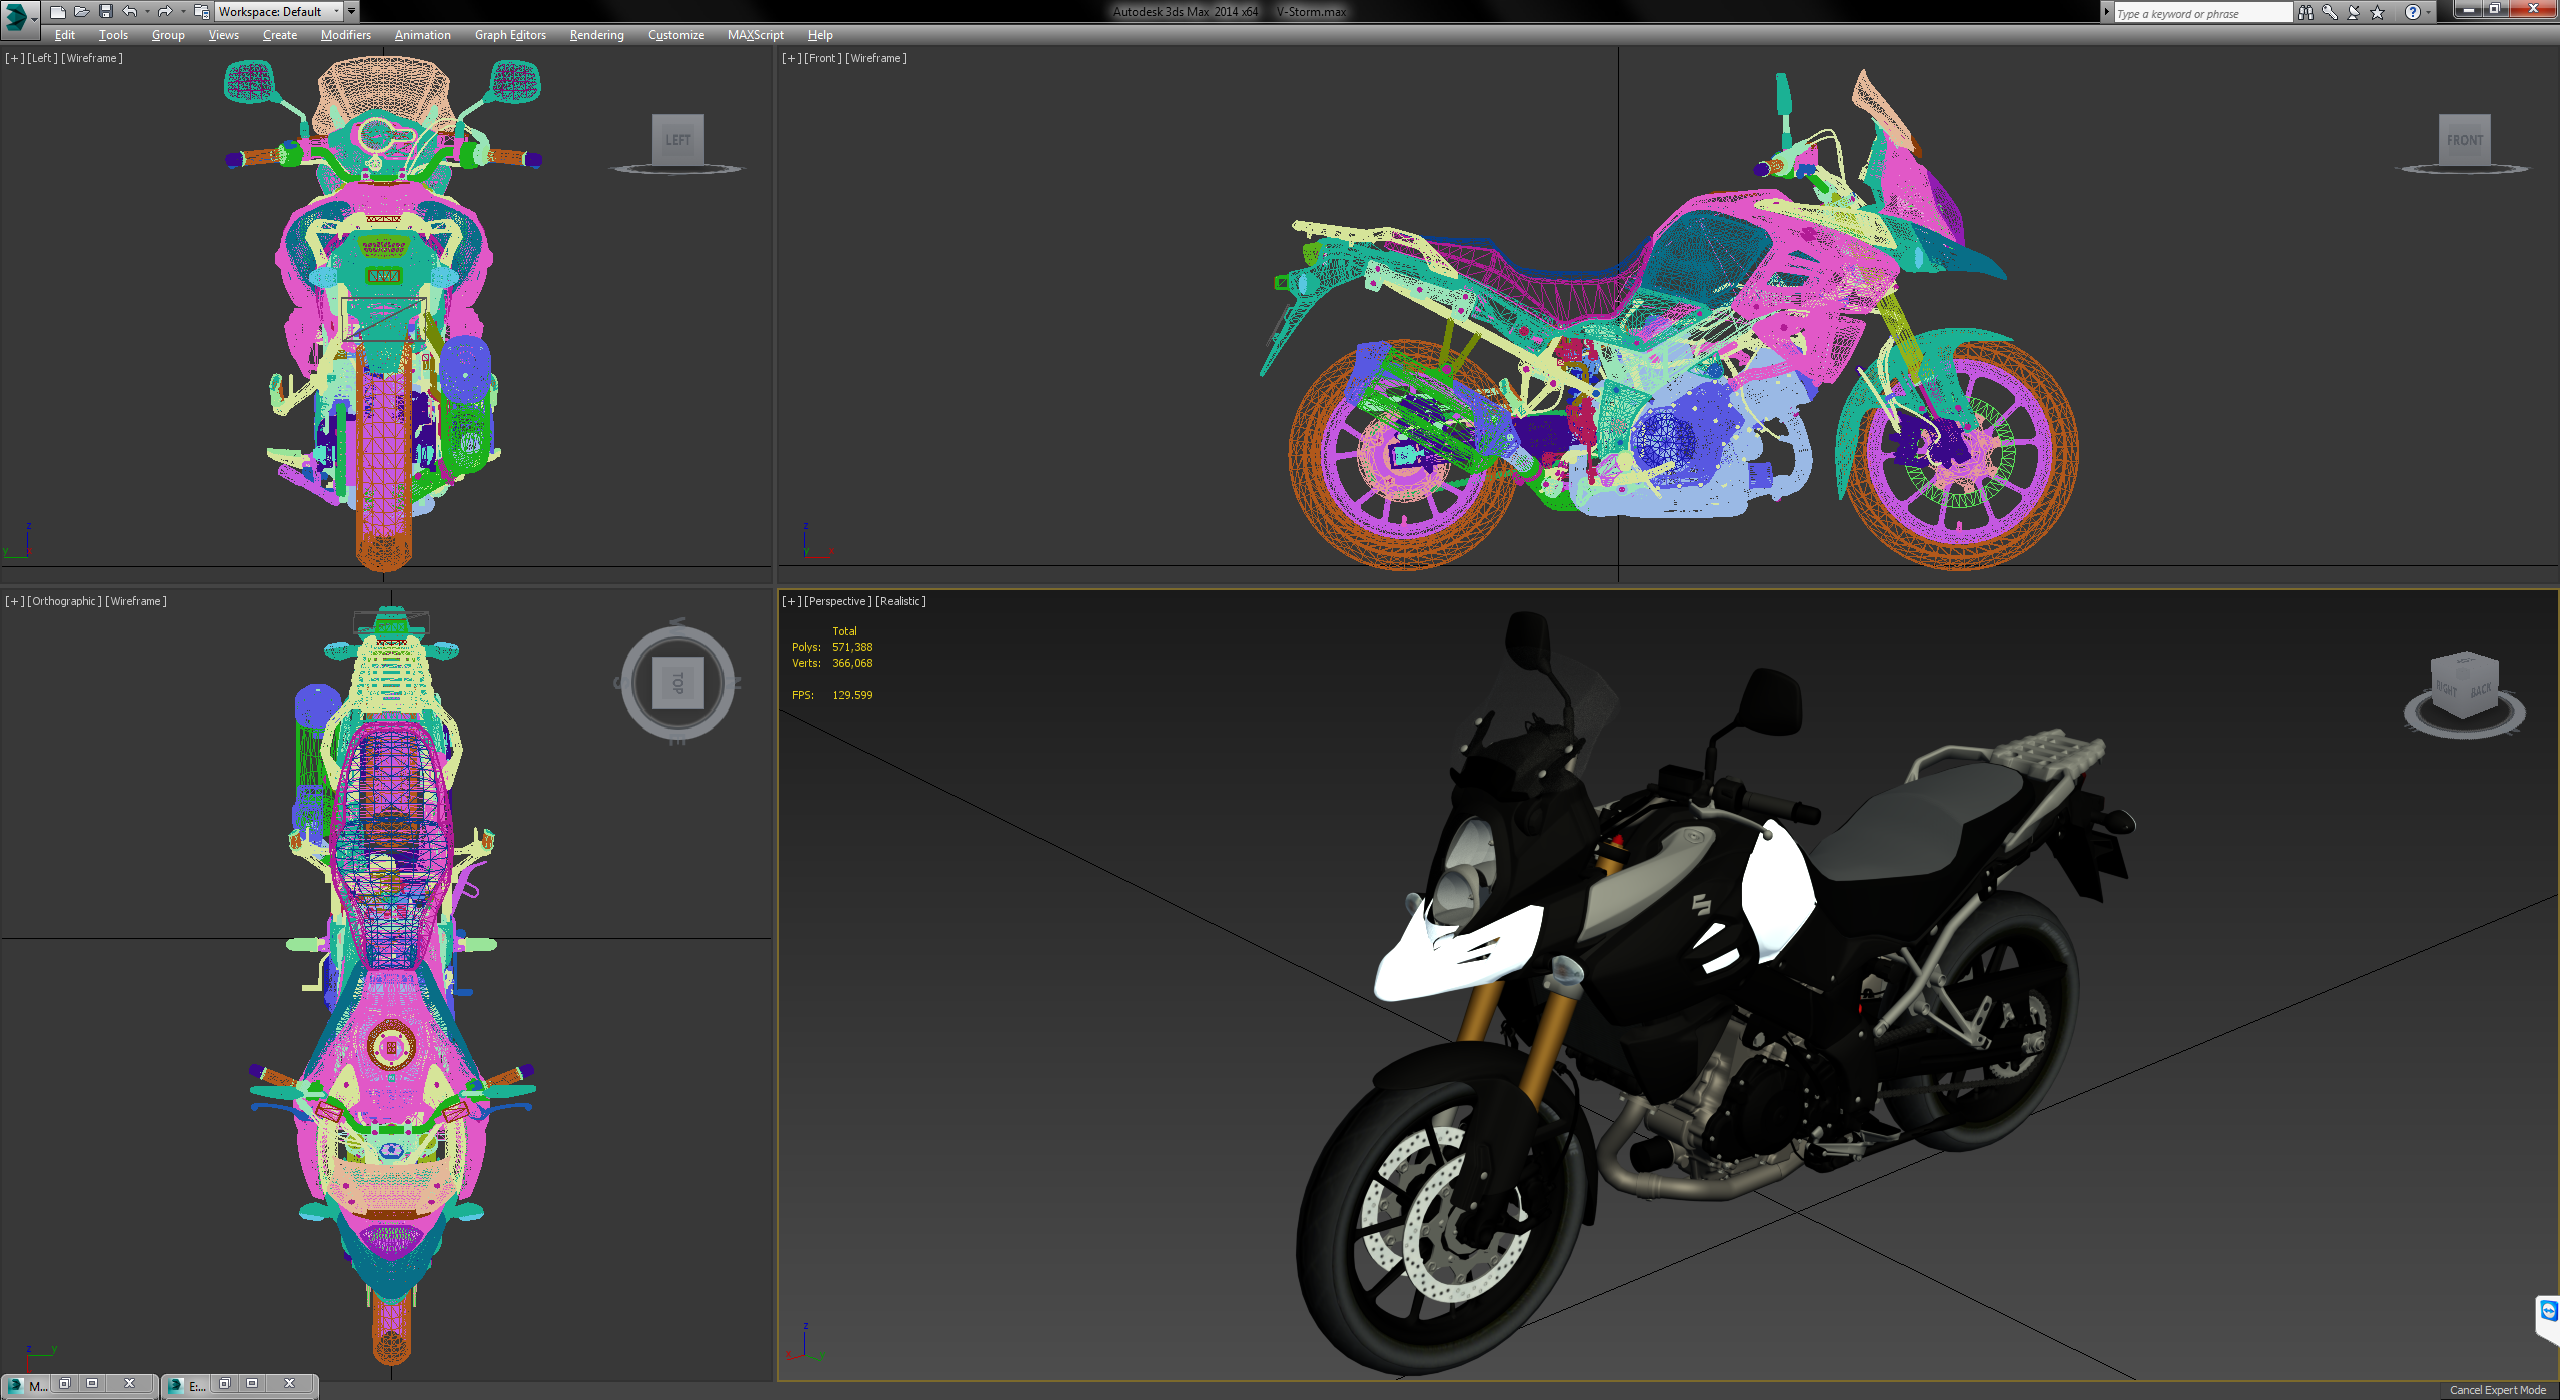 Workspace: Default
Autodesk 3ds Max 2014 x64 V-Storm.max
Type a keyword or phrase
Edit Tools Group Views Create Modifiers Animation Graph Editors Rendering Customize MAXScript Help
[+] [Left] [Wireframe]
LEFT
z
y
[+] [Front] [Wireframe]
FRONT
z
[+] [Orthographic] [Wireframe]
TOP
z
y
[+] [Perspective] [Realistic]
Total
Polys: 571,388
Verts: 366,068
FPS: 129.599
RIGHT
BACK
z
x
y
M...
E:...
Cancel Expert Mode